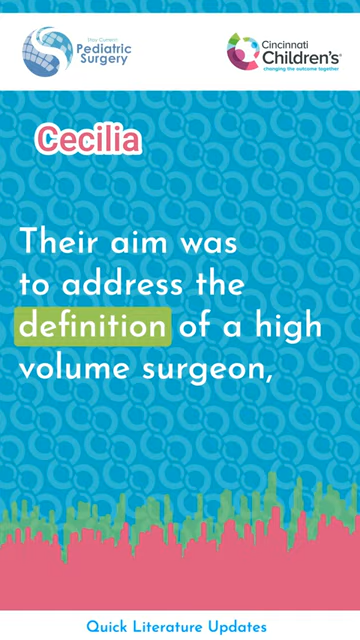 Stay Current:
Pediatric
Surgery
Cincinnati
Children's
changing the outcome together
Cecilia
Their aim was
to address the
definition of a high
volume surgeon,
Quick Literature Updates